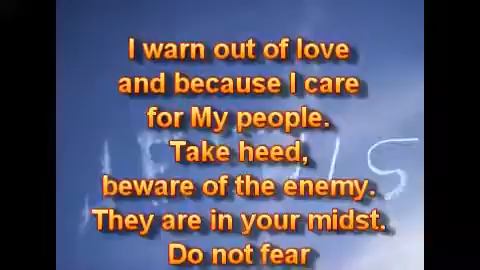 I warn out of love
and because I care
for My people.
Take heed,
beware of the enemy.
They are in your midst.
Do not fear